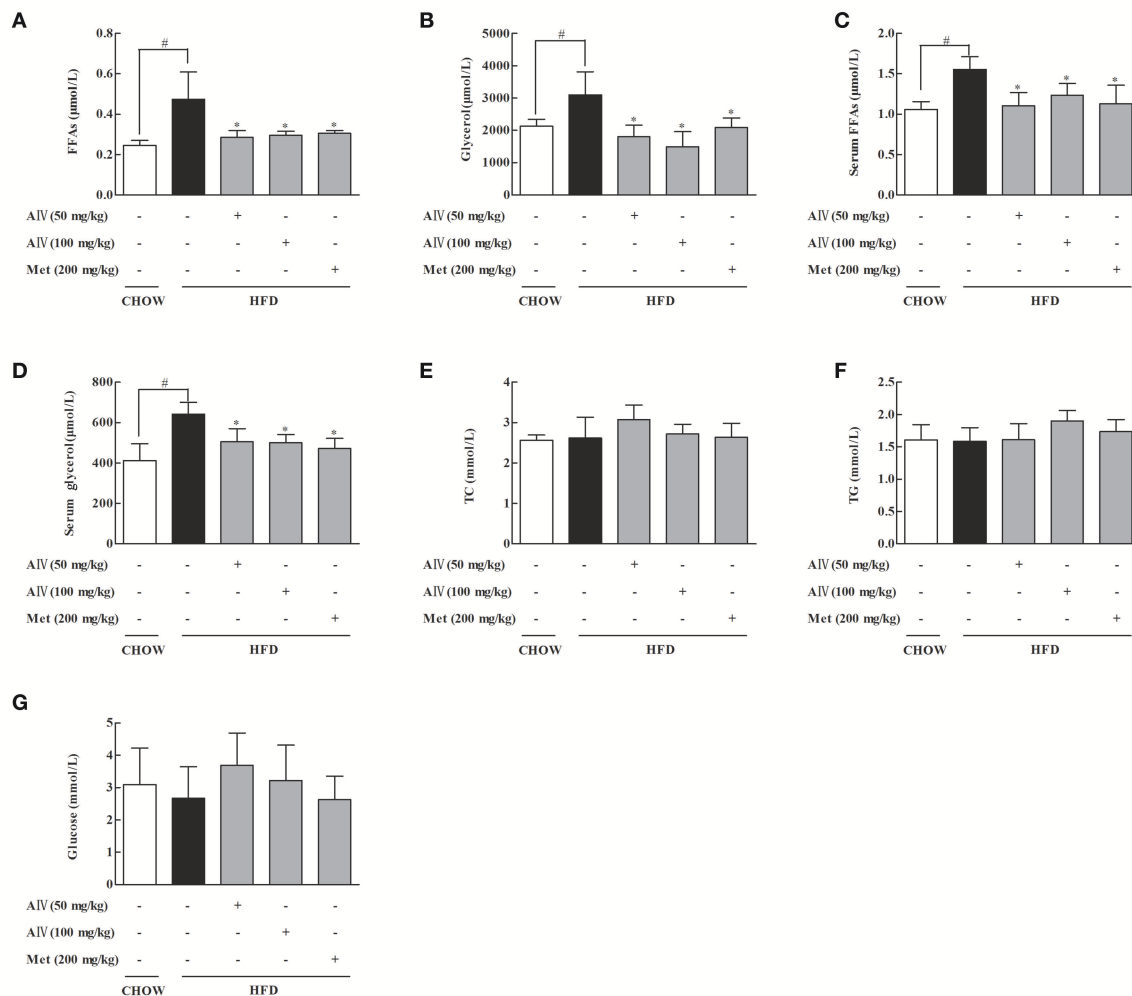 A
FFAs (μmol/L)
0.8
0.6
0.4
0.2
0.0
#
* * *
AⅣ (50 mg/kg) - - + - -
AⅣ (100 mg/kg) - - - + -
Met (200 mg/kg) - - - - +
CHOW HFD
B
Glycerol(μmol/L)
5000
4000
3000
2000
1000
0
#
* * *
AⅣ (50 mg/kg) - - + - -
AⅣ (100 mg/kg) - - - + -
Met (200 mg/kg) - - - - +
CHOW HFD
C
Serum FFAs (μmol/L)
2.0
1.5
1.0
0.5
0.0
#
* * *
AⅣ (50 mg/kg) - - + - -
AⅣ (100 mg/kg) - - - + -
Met (200 mg/kg) - - - - +
CHOW HFD
D
Serum glycerol(μmol/L)
800
600
400
200
0
#
* * *
AⅣ (50 mg/kg) - - + - -
AⅣ (100 mg/kg) - - - + -
Met (200 mg/kg) - - - - +
CHOW HFD
E
TC (mmol/L)
4
3
2
1
0
AⅣ (50 mg/kg) - - + - -
AⅣ (100 mg/kg) - - - + -
Met (200 mg/kg) - - - - +
CHOW HFD
F
TG (mmol/L)
2.5
2.0
1.5
1.0
0.5
0.0
AⅣ (50 mg/kg) - - + - -
AⅣ (100 mg/kg) - - - + -
Met (200 mg/kg) - - - - +
CHOW HFD
G
Glucose (mmol/L)
5
4
3
2
1
0
AⅣ (50 mg/kg) - - + - -
AⅣ (100 mg/kg) - - - + -
Met (200 mg/kg) - - - - +
CHOW HFD